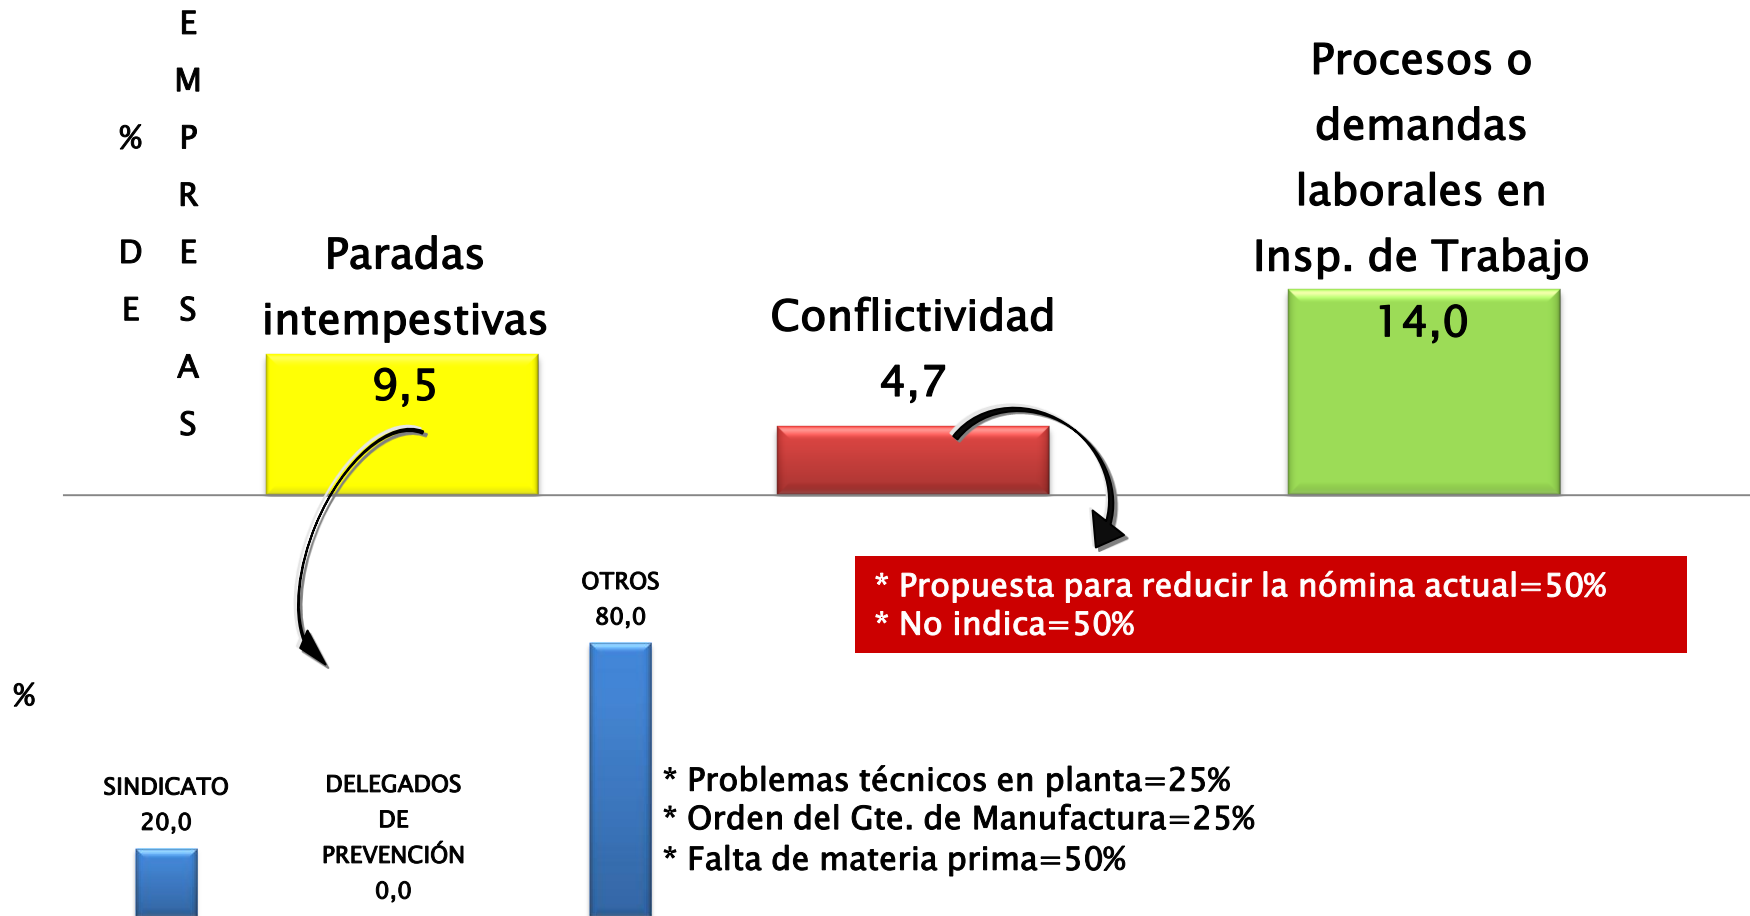 % DE
EMPRESAS
Paradas
intempestivas
9,5
Conflictividad
4,7
Procesos o
demandas
laborales en
Insp. de Trabajo
14,0
* Propuesta para reducir la nómina actual=50%
* No indica=50%
%
SINDICATO
20,0
DELEGADOS
DE
PREVENCIÓN
0,0
OTROS
80,0
* Problemas técnicos en planta=25%
* Orden del Gte. de Manufactura=25%
* Falta de materia prima=50%